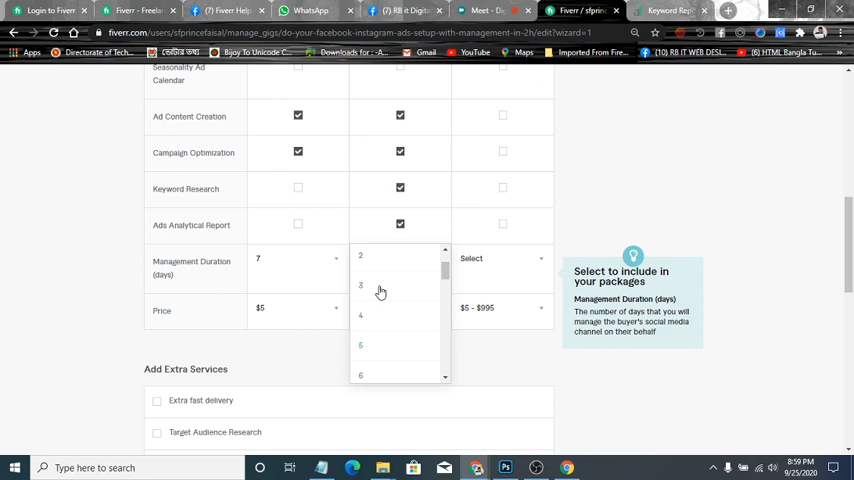 Login to Fiverr
Fiverr - Freelan
(7) Fiverr Help
WhatsApp
(7) RB it Digita
Meet -
Fiverr / sfprinc
Keyword Rep
fiverr.com/users/sfprincefaisal/manage_gigs/do-your-facebook-instagram-ads-setup-with-management-in-2h/edit?wizard=1
Apps
Directorate of Tech...
ভোটার তথ্য
Bijoy To Unicode C...
Downloads for : -A...
Gmail
YouTube
Maps
Imported From Firef...
(10) RB IT WEB DESI...
(5) HTML Bangla Tu...
Seasonality Ad
Calendar
Ad Content Creation
Campaign Optimization
Keyword Research
Ads Analytical Report
Management Duration
(days)
7
2
3
4
5
6
Select
Price
$5
$5 - $995
Select to include in
your packages
Management Duration (days)
The number of days that you will
manage the buyer's social media
channel on their behalf
Add Extra Services
Extra fast delivery
Target Audience Research
Type here to search
8:59 PM
9/25/2020